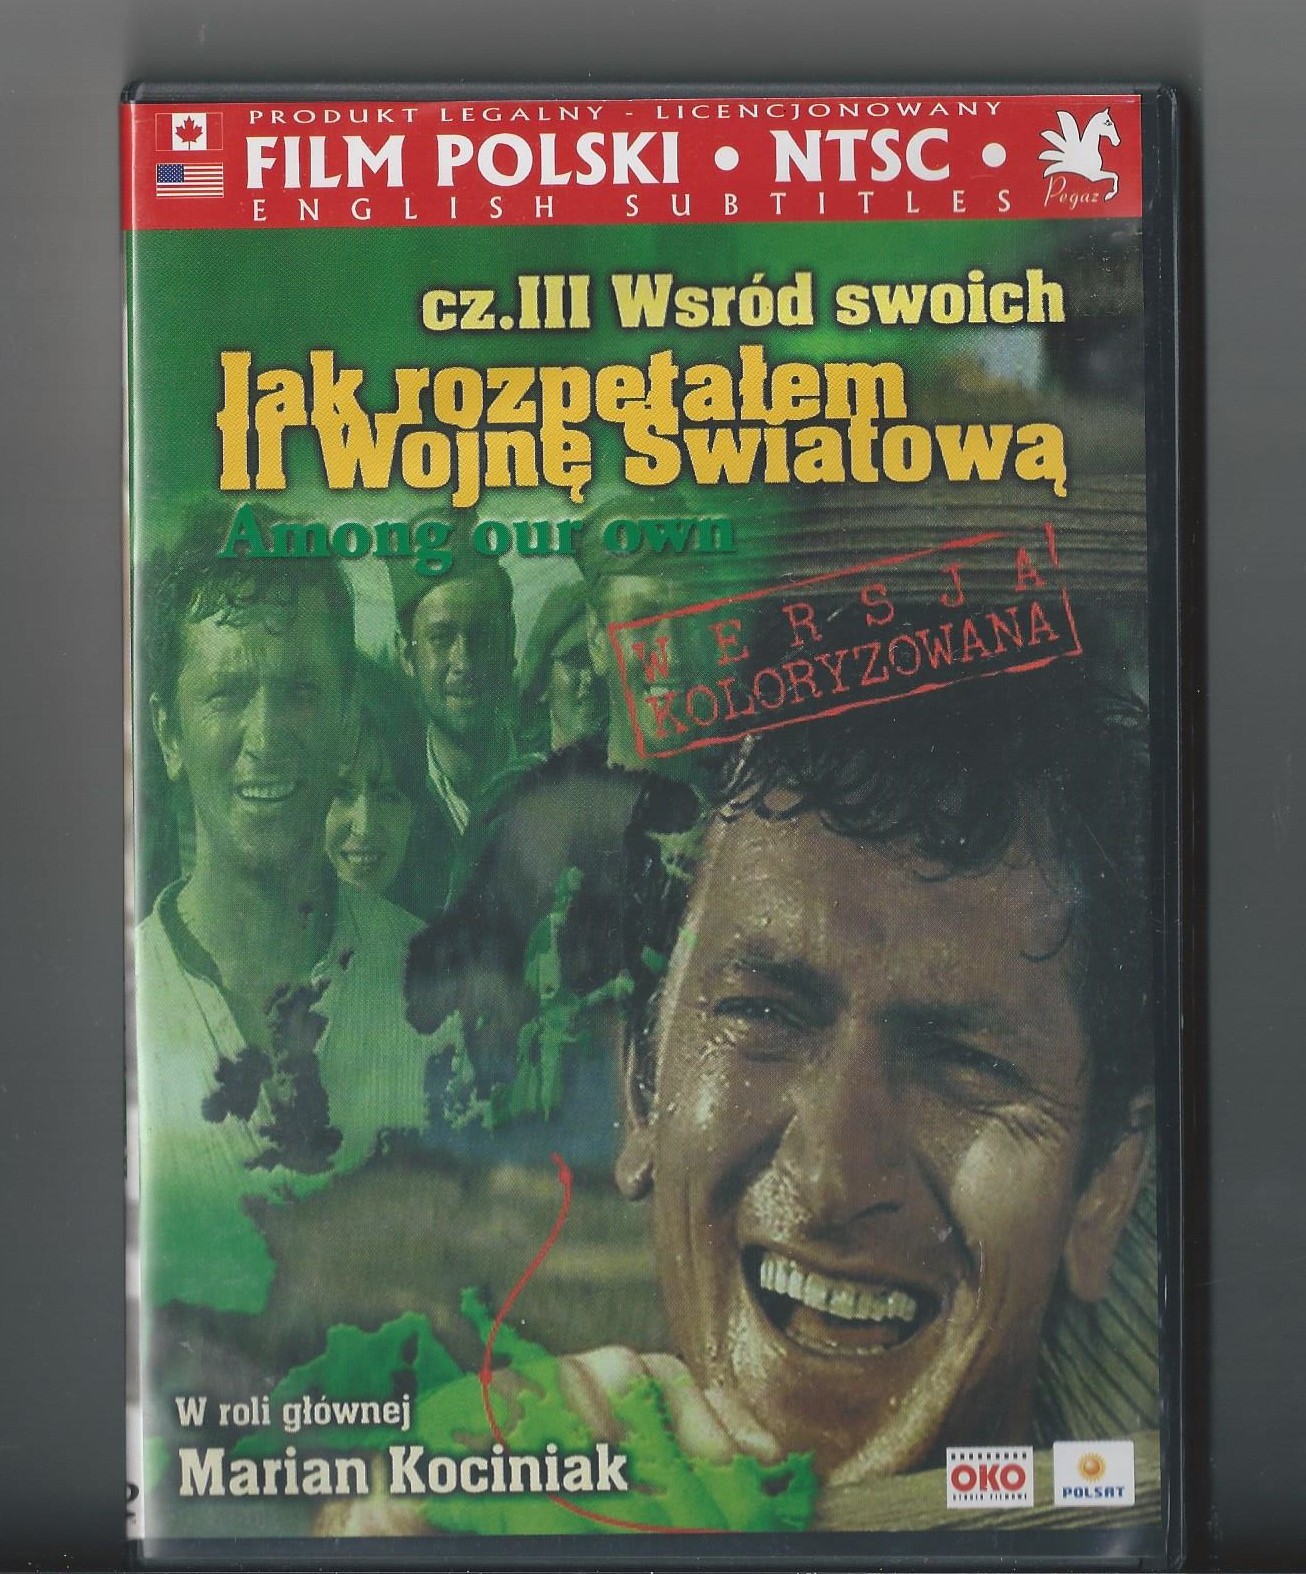 PRODUKT LEGALNY - LICENCJONOWANY
FILM POLSKI • NTSC •
ENGLISH SUBTITLES
Pegaz
cz.III Wsród swoich
Jak rozpętałem
II Wojnę Światową
Among our own
WERSJA
KOLORYZOWANA
W roli głównej
Marian Kociniak
OKO
STUDIO FILMOWE
POLSAT